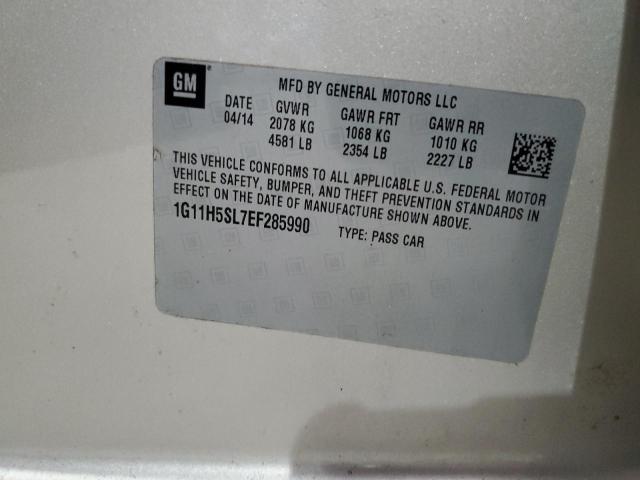 GM
MFD BY GENERAL MOTORS LLC
DATE GVWR GAWR FRT GAWR RR
04/14 2078 KG 1068 KG 1010 KG
4581 LB 2354 LB 2227 LB
THIS VEHICLE CONFORMS TO ALL APPLICABLE U.S. FEDERAL MOTOR
VEHICLE SAFETY, BUMPER, AND THEFT PREVENTION STANDARDS IN
EFFECT ON THE DATE OF MANUFACTURE SHOWN ABOVE.
1G11H5SL7EF285990 TYPE: PASS CAR